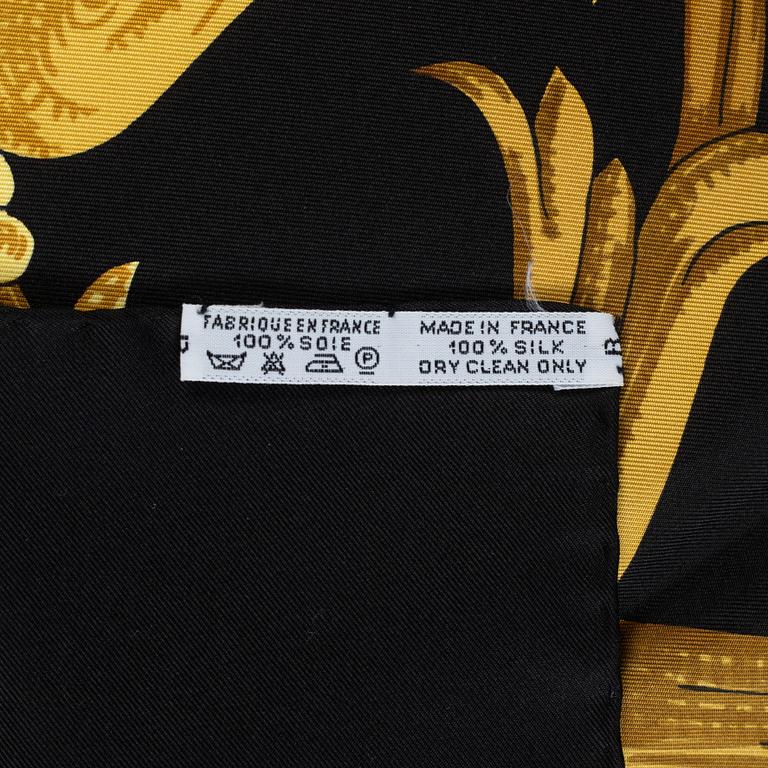 FABRIQUE EN FRANCE
100% SOIE
P
MADE IN FRANCE
100% SILK
DRY CLEAN ONLY